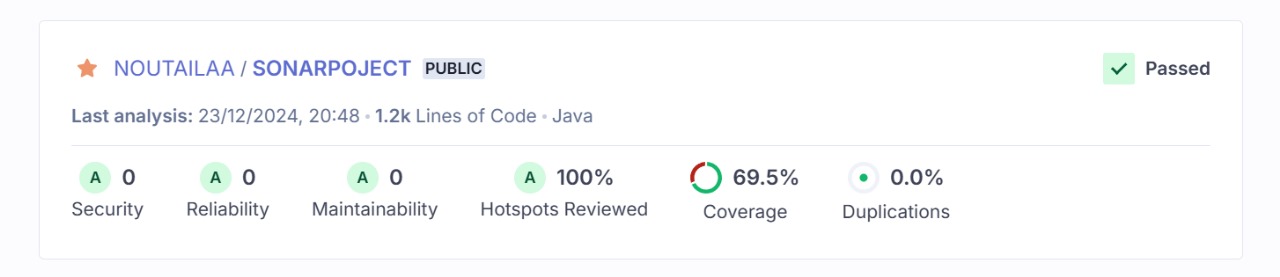 NOUTAILAA / SONARPOJECT PUBLIC Passed
Last analysis: 23/12/2024, 20:48 • 1.2k Lines of Code • Java
A 0 A 0 A 0 A 100% 69.5% 0.0%
Security Reliability Maintainability Hotspots Reviewed Coverage Duplications